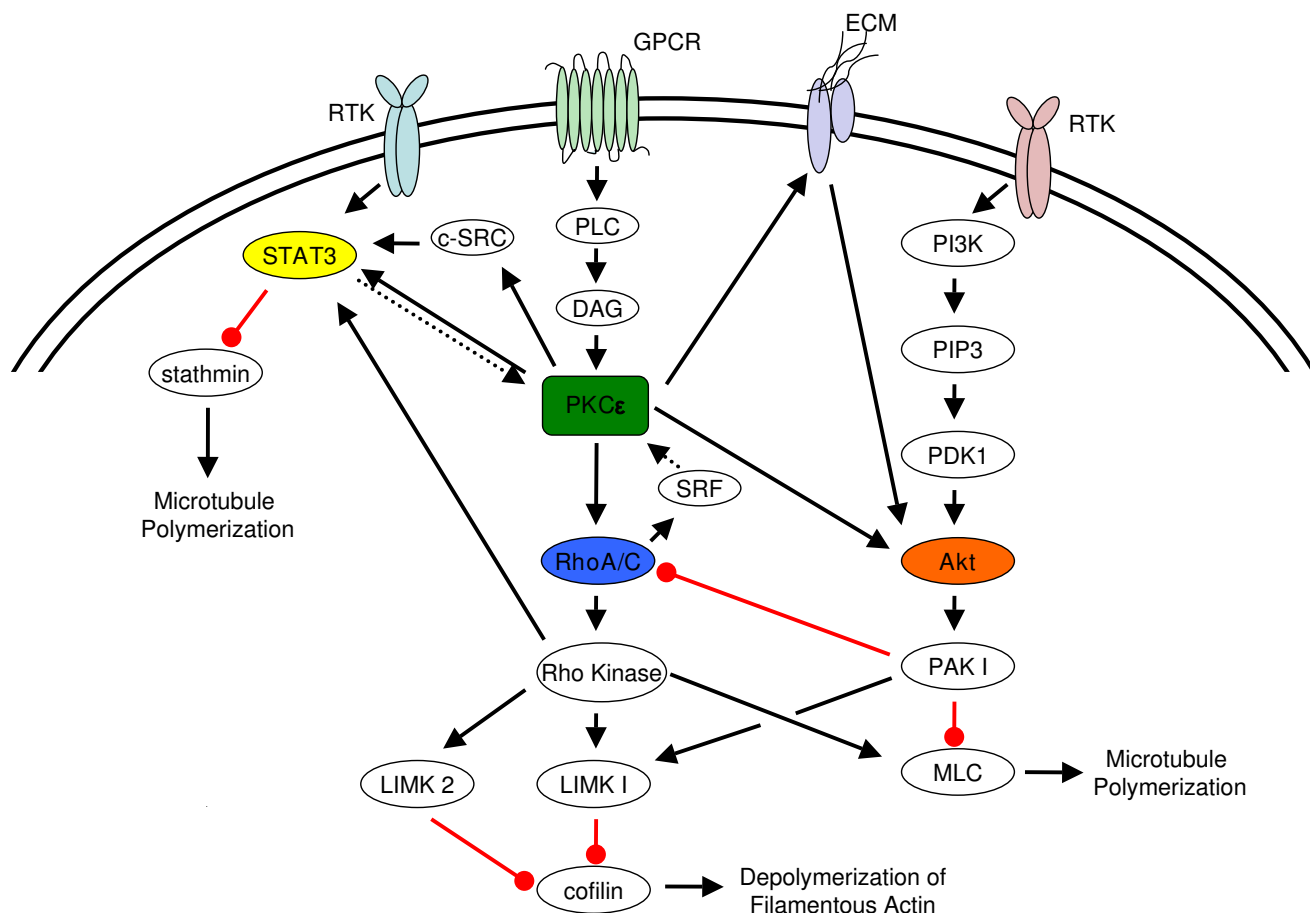 ECM
GPCR
RTK
RTK
PLC
c-SRC
PI3K
STAT3
DAG
PIP3
stathmin
PKCε
PDK1
SRF
Microtubule
Polymerization
RhoA/C
Akt
Rho Kinase
PAK I
LIMK 2
LIMK I
MLC
Microtubule
Polymerization
cofilin
Depolymerization of
Filamentous Actin